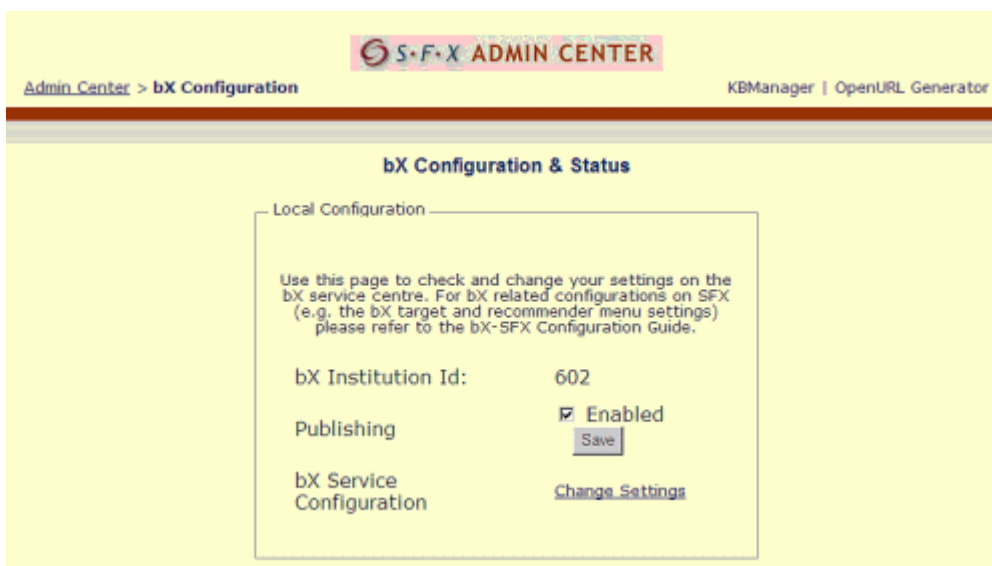 S·F·X ADMIN CENTER
Admin Center > bX Configuration KBManager | OpenURL Generator
bX Configuration & Status
Local Configuration
Use this page to check and change your settings on the
bX service centre. For bX related configurations on SFX
(e.g. the bX target and recommender menu settings)
please refer to the bX-SFX Configuration Guide.
bX Institution Id: 602
Publishing Enabled
Save
bX Service
Configuration Change Settings